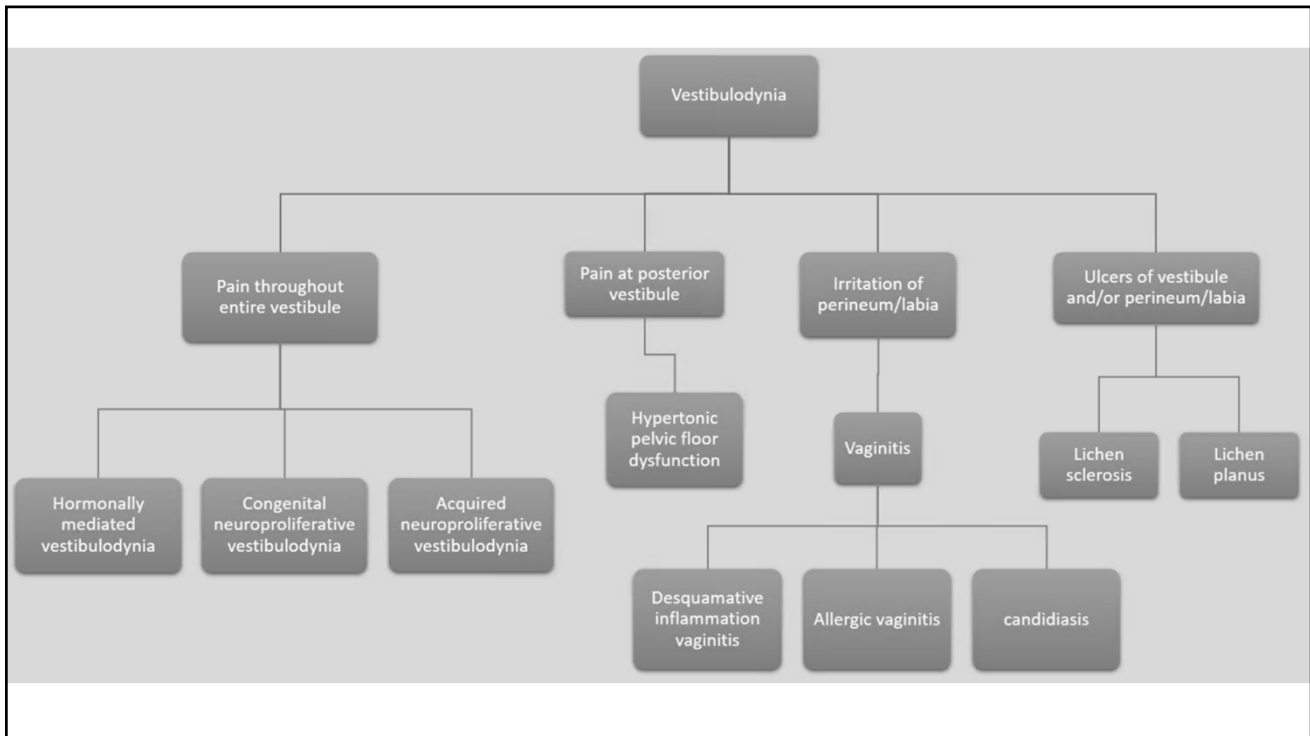 Vestibulodynia
Pain throughout
entire vestibule
Pain at posterior
vestibule
Irritation of
perineum/labia
Ulcers of vestibule
and/or perineum/labia
Hypertonic
pelvic floor
dysfunction
Vaginitis
Lichen
sclerosis
Lichen
planus
Hormonally
mediated
vestibulodynia
Congenital
neuroproliferative
vestibulodynia
Acquired
neuroproliferative
vestibulodynia
Desquamative
inflammation
vaginitis
Allergic vaginitis
candidiasis